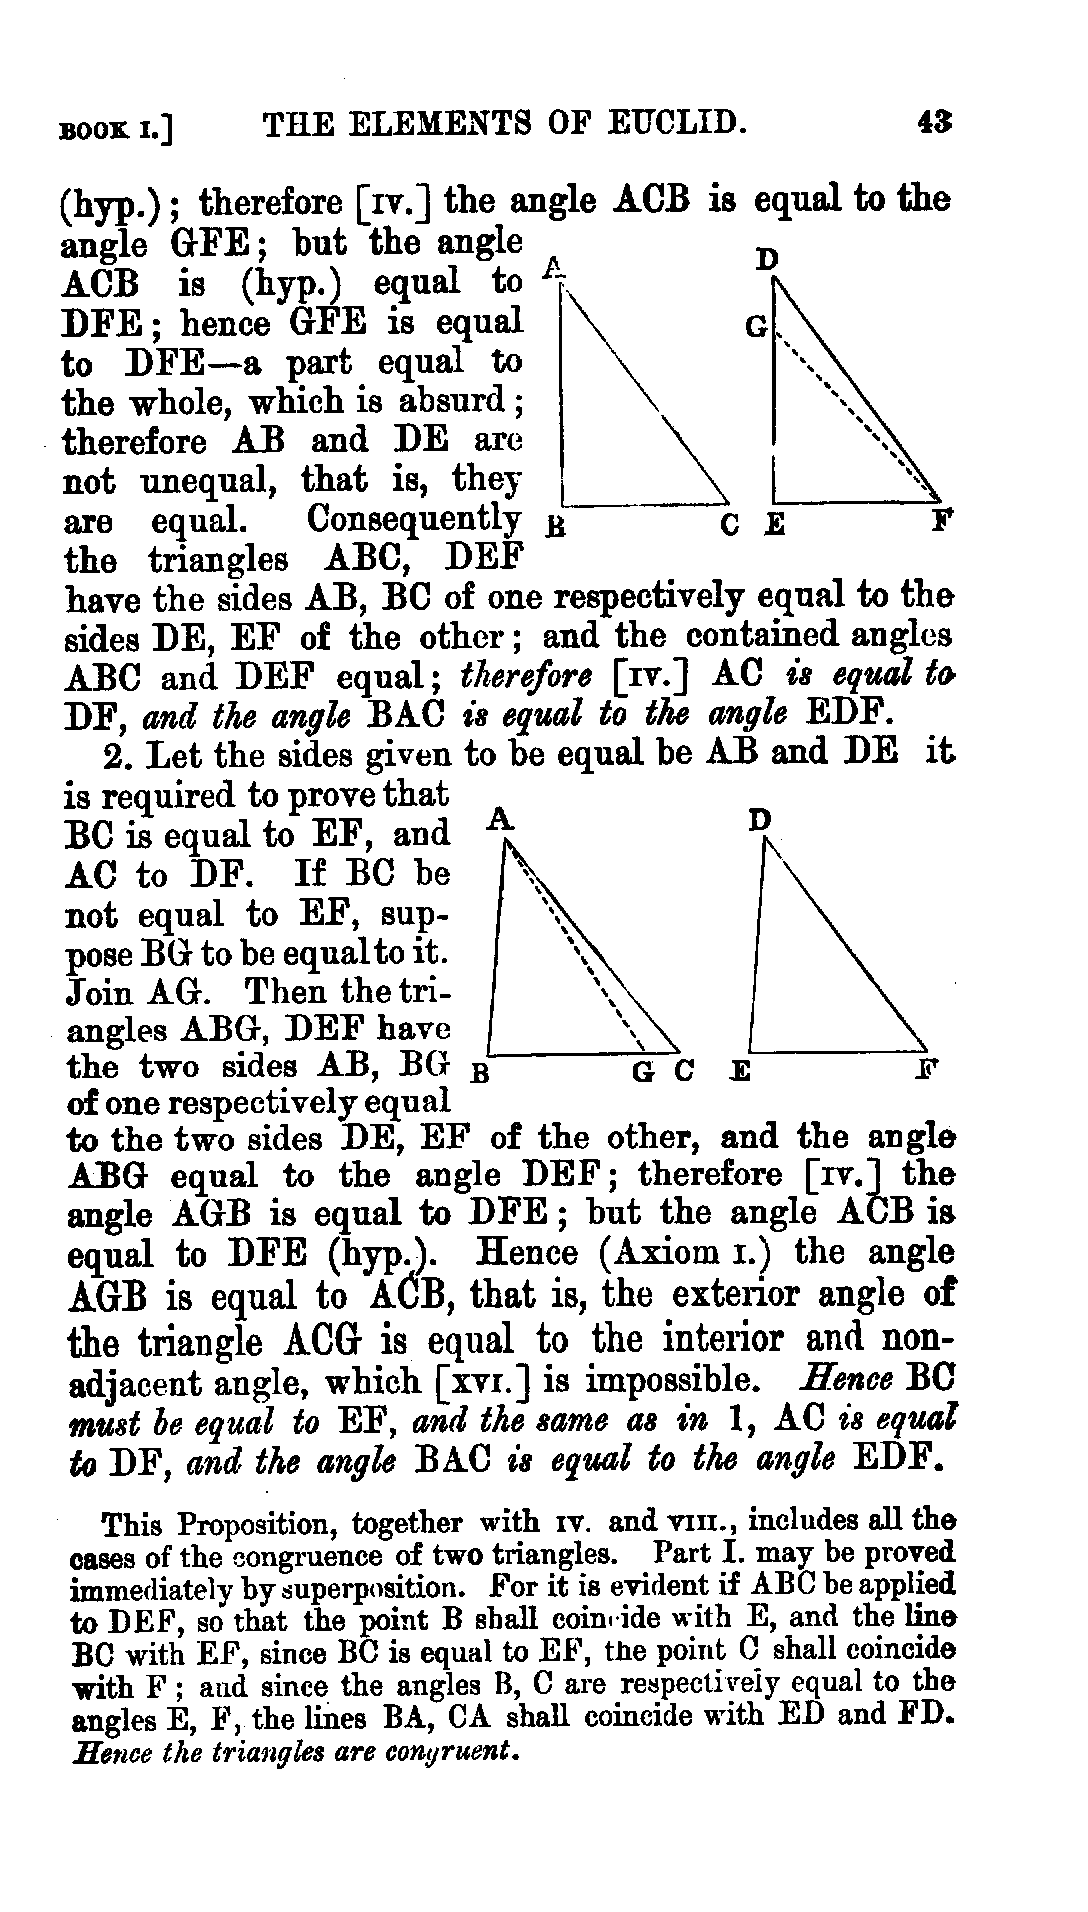 BOOK I.] THE ELEMENTS OF EUCLID. 43
(hyp.); therefore [IV.] the angle ACB is equal to the
angle GFE; but the angle
ACB is (hyp.) equal to
DFE; hence GFE is equal
to DFE—a part equal to
the whole, which is absurd;
therefore AB and DE are
not unequal, that is, they
are equal. Consequently
the triangles ABC, DEF
A
B
C
D
G
E
F
have the sides AB, BC of one respectively equal to the
sides DE, EF of the other; and the contained angles
ABC and DEF equal; therefore [IV.] AC is equal to
DF, and the angle BAC is equal to the angle EDF.
2. Let the sides given to be equal be AB and DE it
is required to prove that
BC is equal to EF, and
AC to DF. If BC be
not equal to EF, sup-
pose BG to be equal to it.
Join AG. Then the tri-
angles ABG, DEF have
the two sides AB, BG
of one respectively equal
A
B
G
C
D
E
F
to the two sides DE, EF of the other, and the angle
ABG equal to the angle DEF; therefore [IV.] the
angle AGB is equal to DFE; but the angle ACB is
equal to DFE (hyp.). Hence (Axiom I.) the angle
AGB is equal to ACB, that is, the exterior angle of
the triangle ACG is equal to the interior and non-
adjacent angle, which [XVI.] is impossible. Hence BC
must be equal to EF, and the same as in 1, AC is equal
to DF, and the angle BAC is equal to the angle EDF.
This Proposition, together with IV. and VIII., includes all the
cases of the congruence of two triangles. Part I. may be proved
immediately by superposition. For it is evident if ABC be applied
to DEF, so that the point B shall coincide with E, and the line
BC with EF, since BC is equal to EF, the point C shall coincide
with F; and since the angles B, C are respectively equal to the
angles E, F, the lines BA, CA shall coincide with ED and FD.
Hence the triangles are congruent.